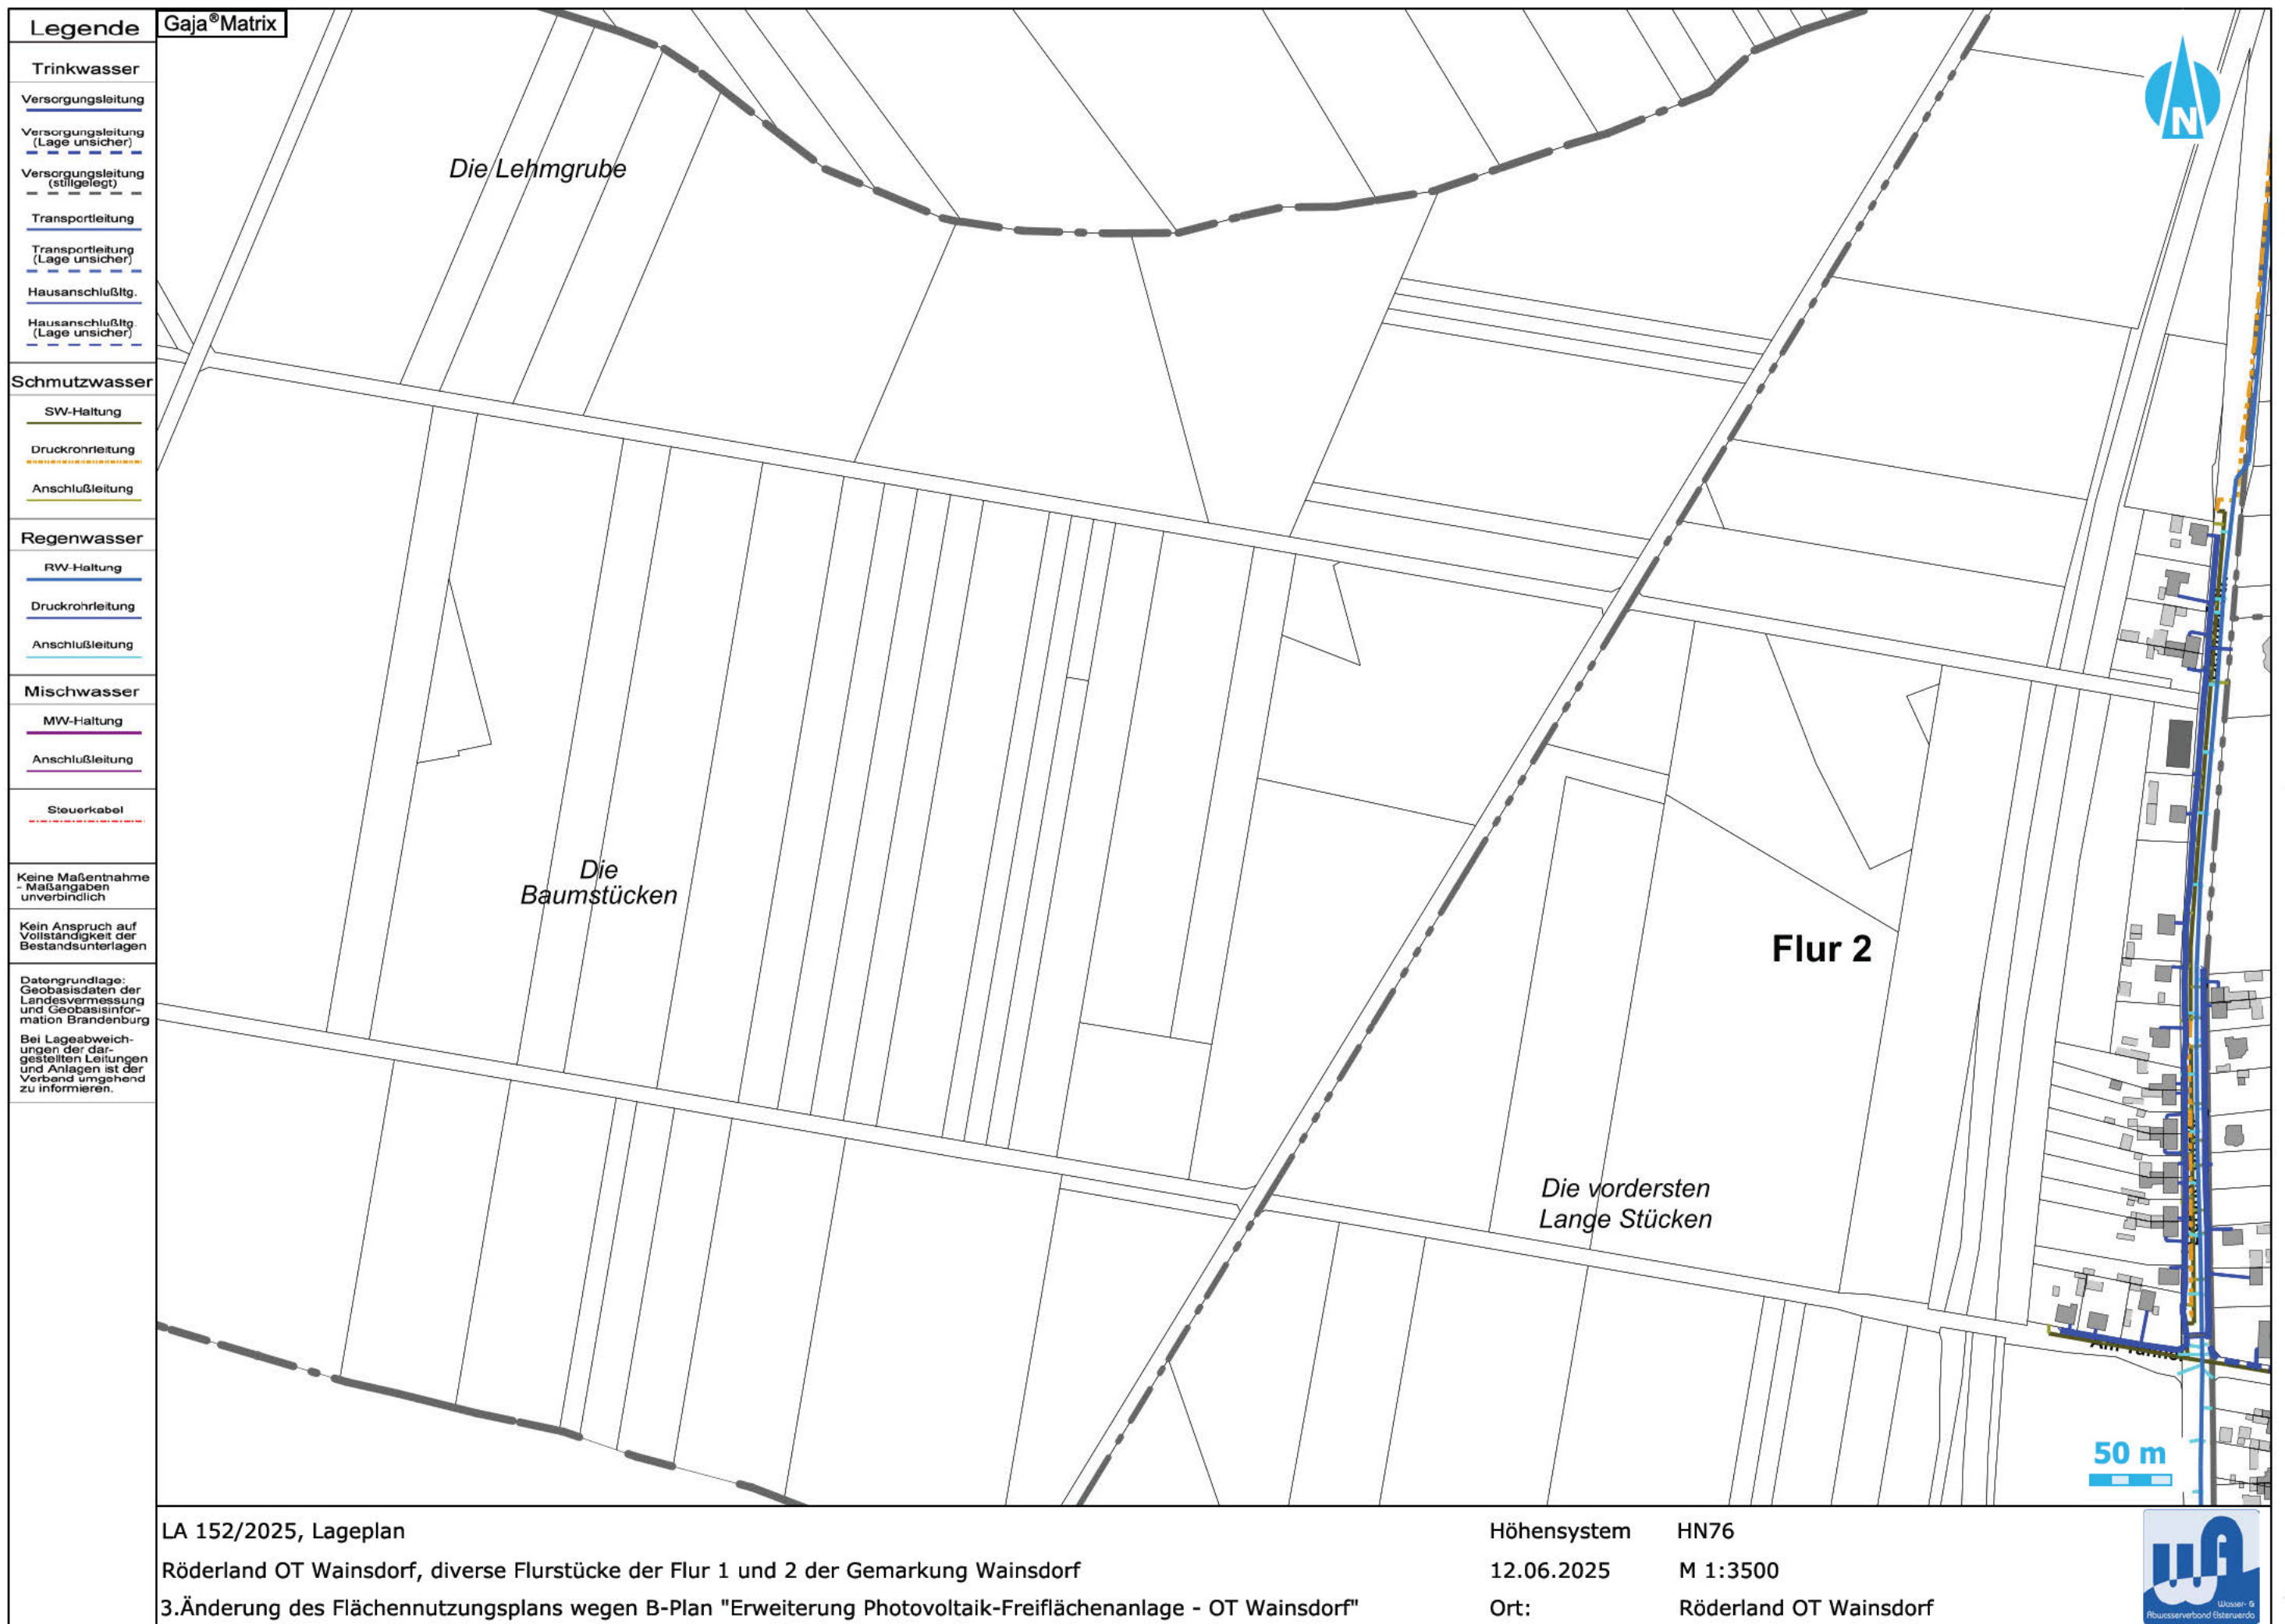 Legende
Trinkwasser
Versorgungsleitung
Versorgungsleitung
(Lage unsicher)
Versorgungsleitung
(stillgelegt)
Transportleitung
Transportleitung
(Lage unsicher)
Hausanschlußltg.
Hausanschlußltg.
(Lage unsicher)
Schmutzwasser
SW-Haltung
Druckrohrleitung
Anschlußleitung
Regenwasser
RW-Haltung
Druckrohrleitung
Anschlußleitung
Mischwasser
MW-Haltung
Anschlußleitung
Steuerkabel
Keine Maßentnahme
- Maßangaben
unverbindlich
Kein Anspruch auf
Vollständigkeit der
Bestandsunterlagen
Datengrundlage:
Geobasisdaten der
Landesvermessung
und Geobasisinfor-
mation Brandenburg
Bei Lageabweich-
ungen der dar-
gestellten Leitungen
und Anlagen ist der
Verband umgehend
zu informieren.
Gaja®Matrix
N
Die Lehmgrube
Die
Baumstücken
Flur 2
Die vordersten
Lange Stücken
50 m
LA 152/2025, Lageplan
Röderland OT Wainsdorf, diverse Flurstücke der Flur 1 und 2 der Gemarkung Wainsdorf
3.Änderung des Flächennutzungsplans wegen B-Plan "Erweiterung Photovoltaik-Freiflächenanlage - OT Wainsdorf"
Höhensystem HN76
12.06.2025 M 1:3500
Ort: Röderland OT Wainsdorf
Wasser- &
Abwasserverband Elsterwerda